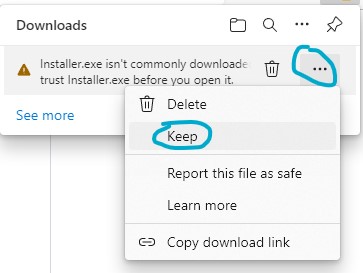 Downloads
Installer.exe isn't commonly downloade
trust Installer.exe before you open it.
See more
Delete
Keep
Report this file as safe
Learn more
Copy download link